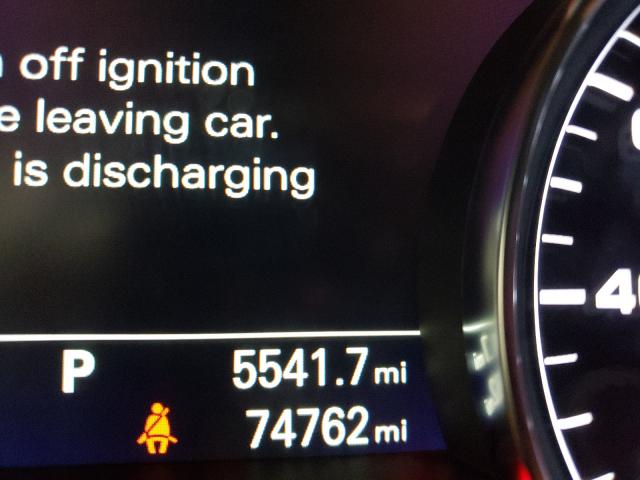 off ignition
leaving car.
is discharging
P 5541.7 mi
74762 mi